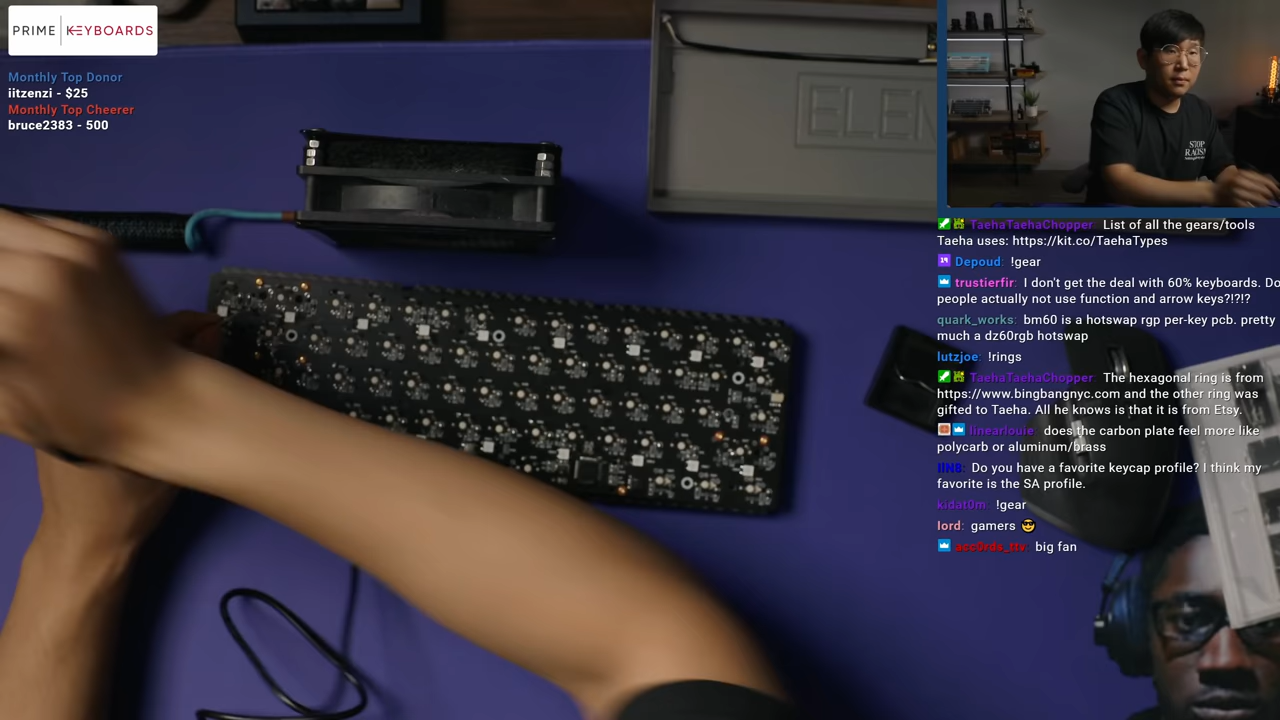 PRIME KEYBOARDS
Monthly Top Donor
iitzenzi - $25
Monthly Top Cheerer
bruce2383 - 500
ELEM
STOP
RACISM
TaehaTaehaChopper: List of all the gears/tools
Taeha uses: https://kit.co/TaehaTypes
19 Depoud: !gear
trustierfir: I don't get the deal with 60% keyboards. Do
people actually not use function and arrow keys?!?!?
quark_works: bm60 is a hotswap rgp per-key pcb. pretty
much a dz60rgb hotswap
lutzjoe: !rings
TaehaTaehaChopper: The hexagonal ring is from
https://www.bingbangnyc.com and the other ring was
gifted to Taeha. All he knows is that it is from Etsy.
linearlouie: does the carbon plate feel more like
polycarb or aluminum/brass
Do you have a favorite keycap profile? I think my
favorite is the SA profile.
kidat0m: !gear
lord: gamers 😎
acc0rds_ttv: big fan